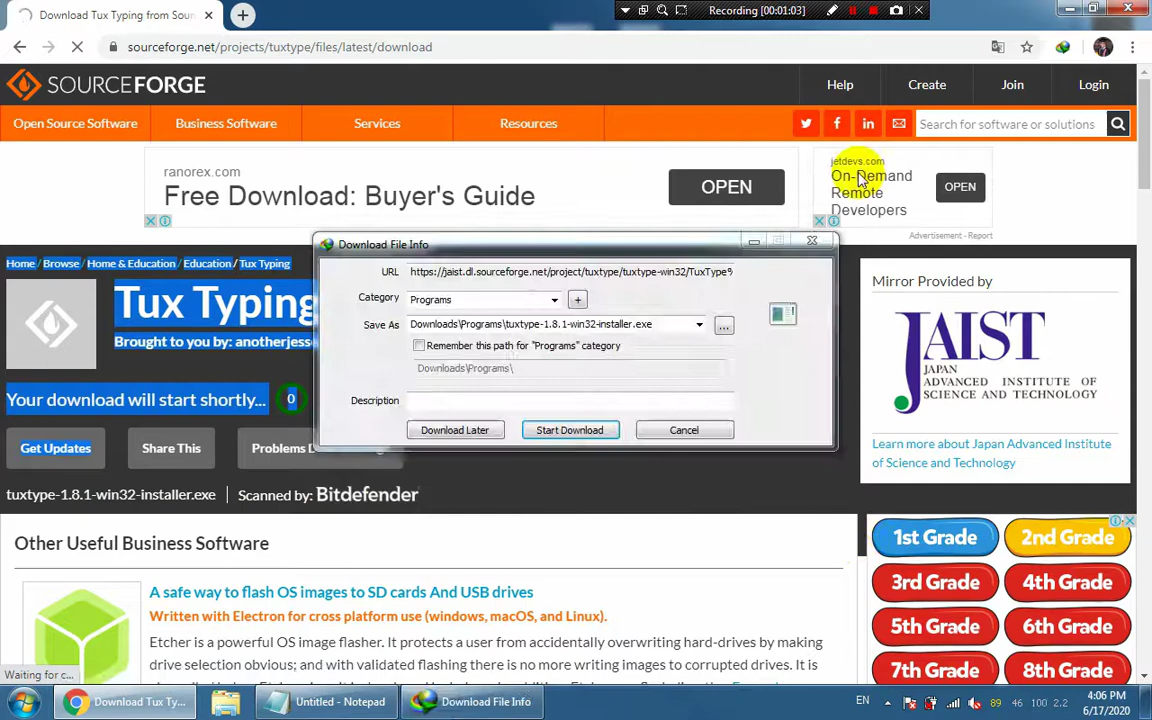 Download Tux Typing from Sour
Recording [00:01:03]
sourceforge.net/projects/tuxtype/files/latest/download
SOURCEFORGE
Help
Create
Join
Login
Open Source Software
Business Software
Services
Resources
Search for software or solutions
ranorex.com
Free Download: Buyer's Guide
OPEN
jetdevs.com
On-Demand
Remote
Developers
OPEN
Advertisement - Report
Download File Info
URL https://jaist.dl.sourceforge.net/project/tuxtype/tuxtype-win32/TuxType%
Category Programs
+
Save As Downloads\Programs\tuxtype-1.8.1-win32-installer.exe
...
Remember this path for "Programs" category
Downloads\Programs\
Description
Download Later
Start Download
Cancel
Home / Browse / Home & Education / Education / Tux Typing
Tux Typing
Brought to you by: anotherjess
Your download will start shortly... 0
Get Updates
Share This
Problems D
tuxtype-1.8.1-win32-installer.exe
Scanned by: Bitdefender
Mirror Provided by
JAIST
JAPAN
ADVANCED INSTITUTE OF
SCIENCE AND TECHNOLOGY
Learn more about Japan Advanced Institute
of Science and Technology
Other Useful Business Software
A safe way to flash OS images to SD cards And USB drives
Written with Electron for cross platform use (windows, macOS, and Linux).
Etcher is a powerful OS image flasher. It protects a user from accidentally overwriting hard-drives by making
drive selection obvious; and with validated flashing there is no more writing images to corrupted drives. It is
1st Grade
2nd Grade
3rd Grade
4th Grade
5th Grade
6th Grade
7th Grade
8th Grade
Waiting for c...
Download Tux Ty...
Untitled - Notepad
Download File Info
EN
89 46 100 2.2
4:06 PM
6/17/2020